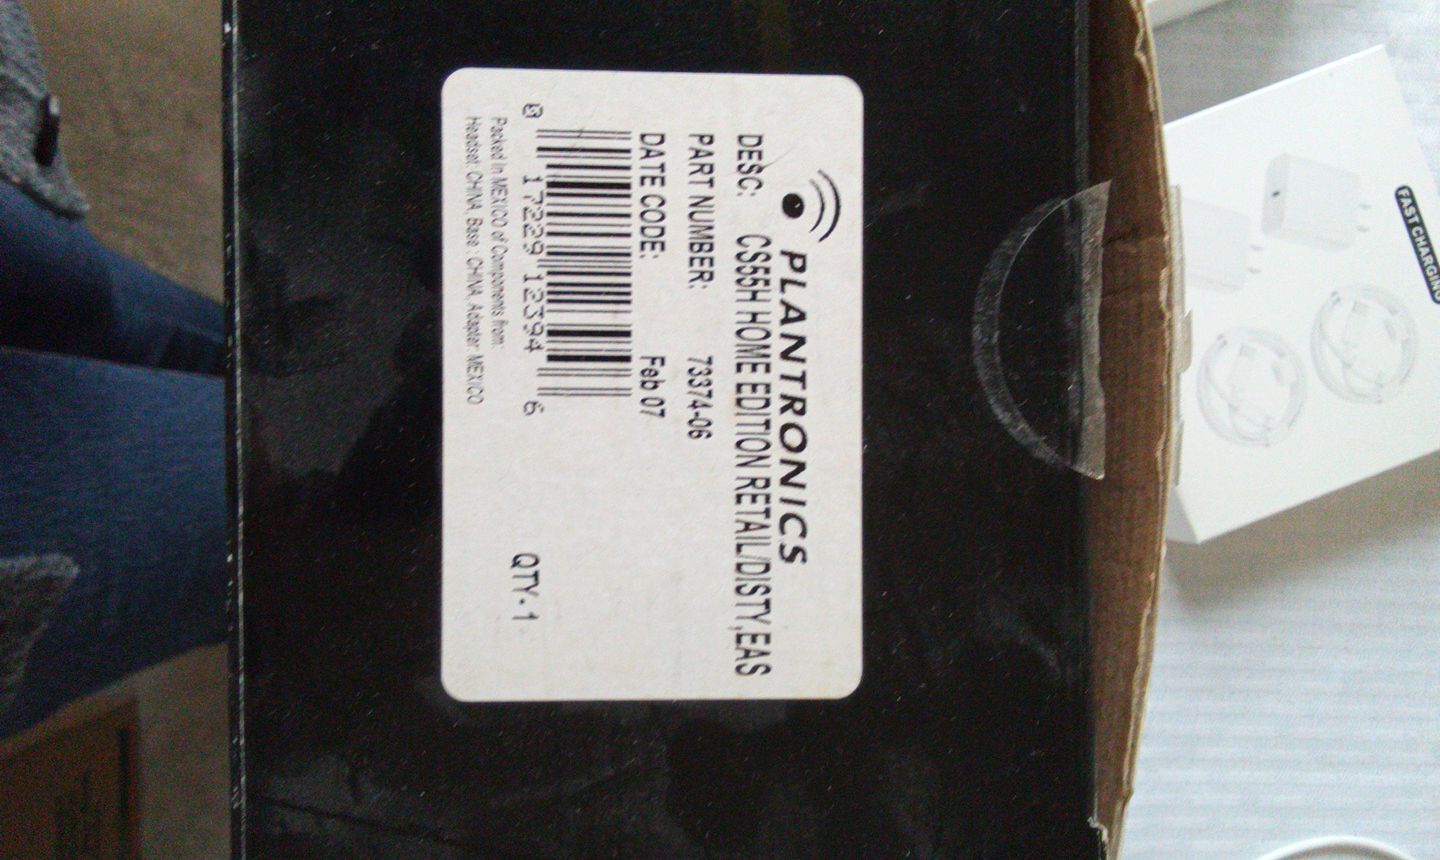 PLANTRONICS
DESC: CS55H HOME EDITION RETAIL/DISTY,EAS
PART NUMBER: 73374-06
DATE CODE: Feb 07
0 17229 12394 6
QTY-1
Packed in MEXICO of Components from:
Headset: CHINA, Base : CHINA, Adapter: MEXICO
FAST CHARGING